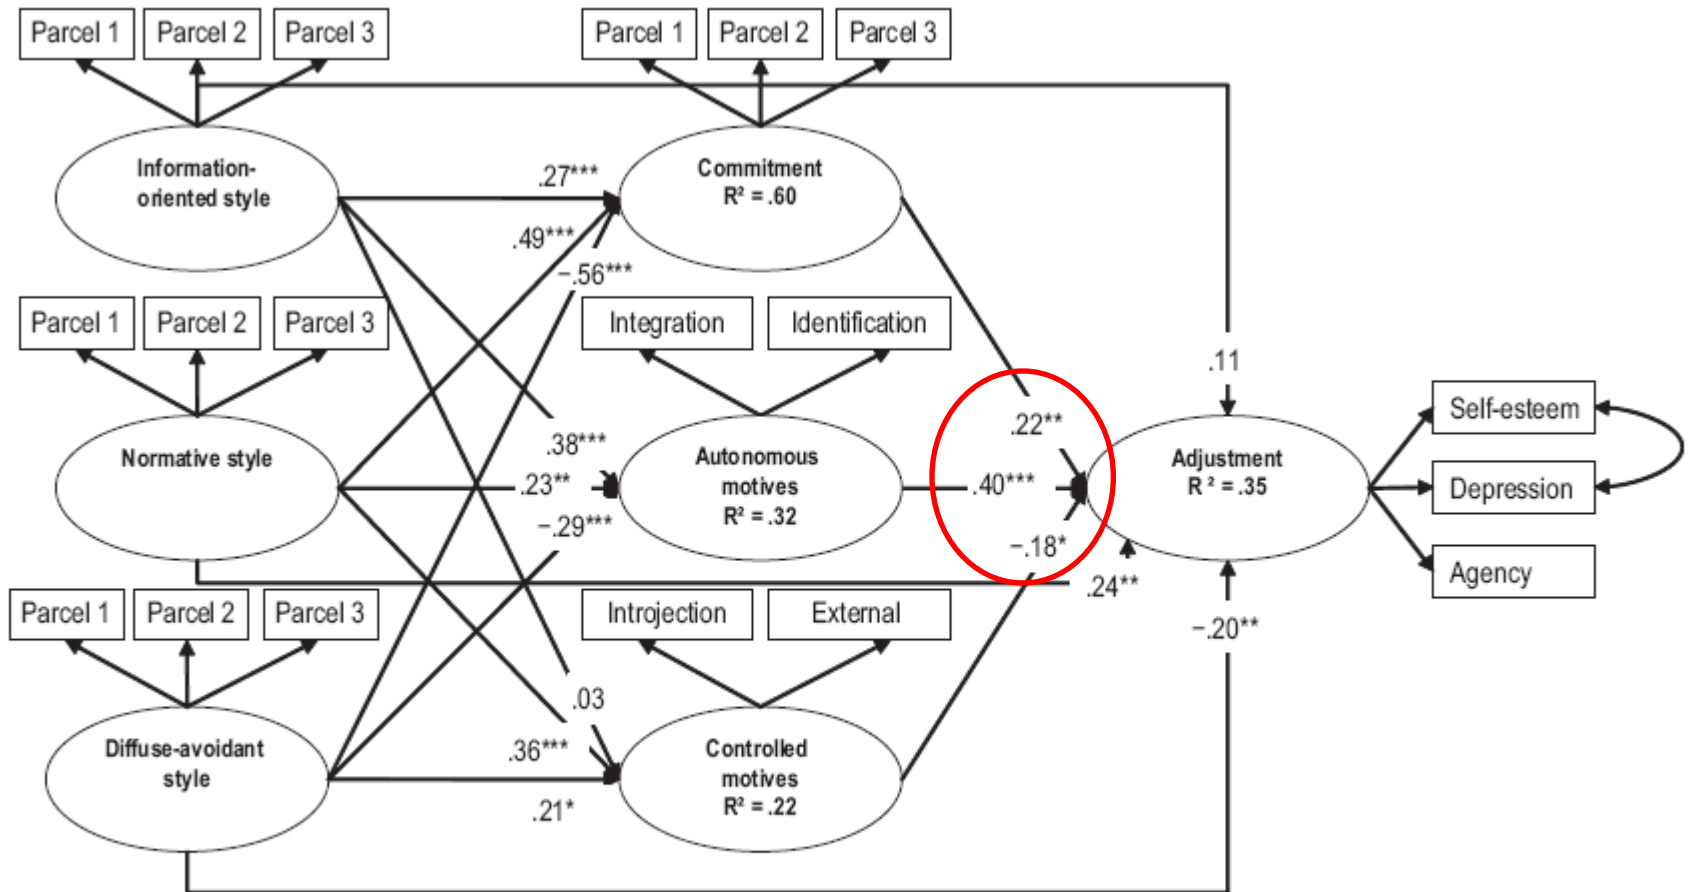 Parcel 1 Parcel 2 Parcel 3 Parcel 1 Parcel 2 Parcel 3
Information-
oriented style
Commitment
R² = .60
.27***
.49***
−.56***
Parcel 1 Parcel 2 Parcel 3 Integration Identification
.11
Normative style
Autonomous
motives
R² = .32
.38***
.23**
−.29***
.22**
.40***
−.18*
.24**
−.20**
Adjustment
R² = .35
Self-esteem
Depression
Agency
Parcel 1 Parcel 2 Parcel 3 Introjection External
Diffuse-avoidant
style
.03
.36***
.21*
Controlled
motives
R² = .22